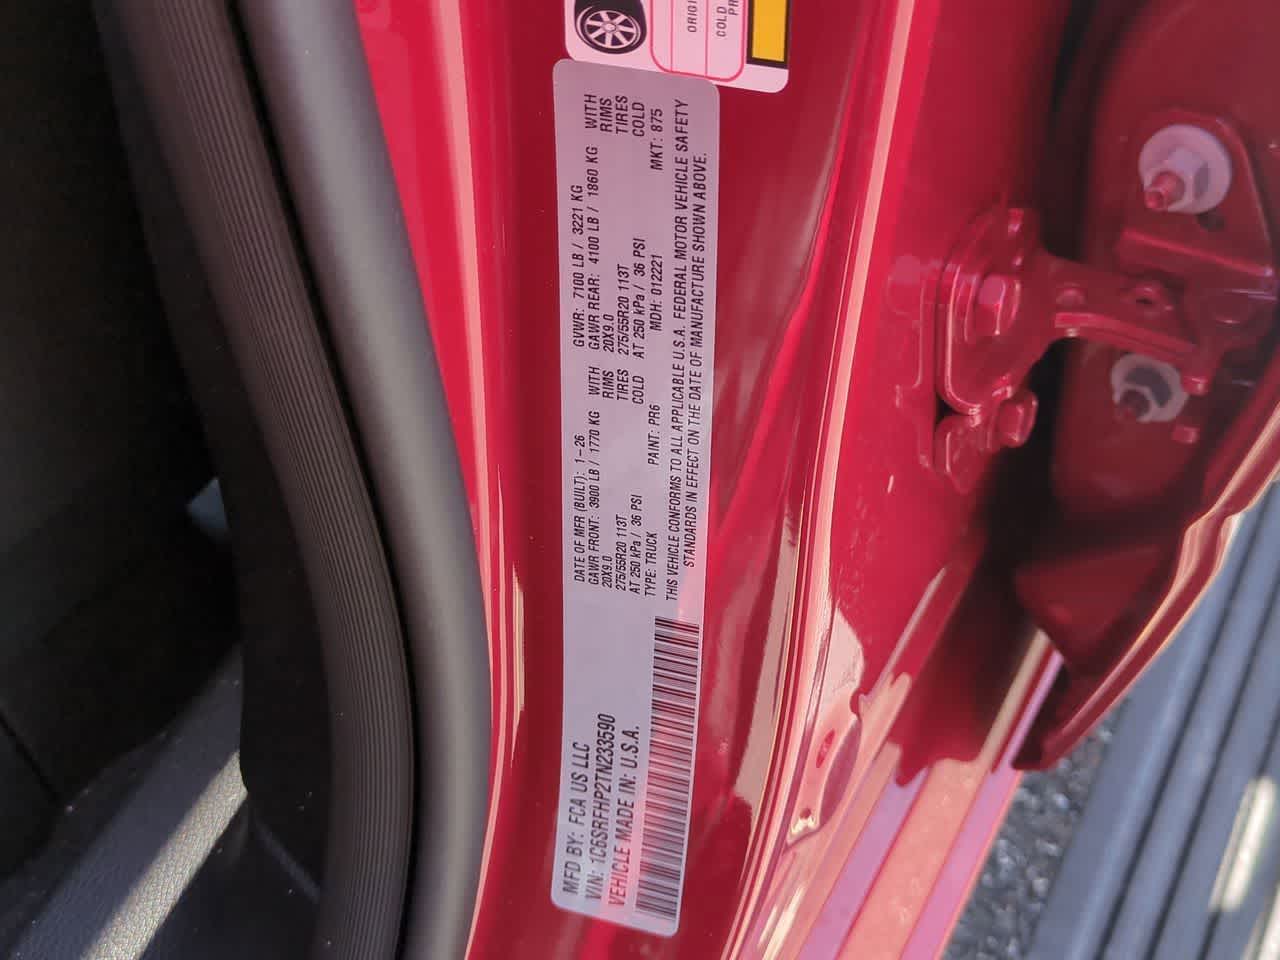 ORIGI
COLD
PR
MFD BY: FCA US LLC
VIN: 1C6SRFHP2TN233590
VEHICLE MADE IN: U.S.A.
DATE OF MFR (BUILT): 1-26 GVWR: 7100 LB / 3221 KG
GAWR FRONT: 3900 LB / 1770 KG WITH GAWR REAR: 4100 LB / 1860 KG WITH
20X9.0 RIMS 20X9.0 RIMS
275/55R20 113T TIRES 275/55R20 113T TIRES
AT 250 kPa / 36 PSI COLD AT 250 kPa / 36 PSI COLD
TYPE: TRUCK PAINT: PR6 MDH: 012221 MKT: 875
THIS VEHICLE CONFORMS TO ALL APPLICABLE U.S.A. FEDERAL MOTOR VEHICLE SAFETY
STANDARDS IN EFFECT ON THE DATE OF MANUFACTURE SHOWN ABOVE.